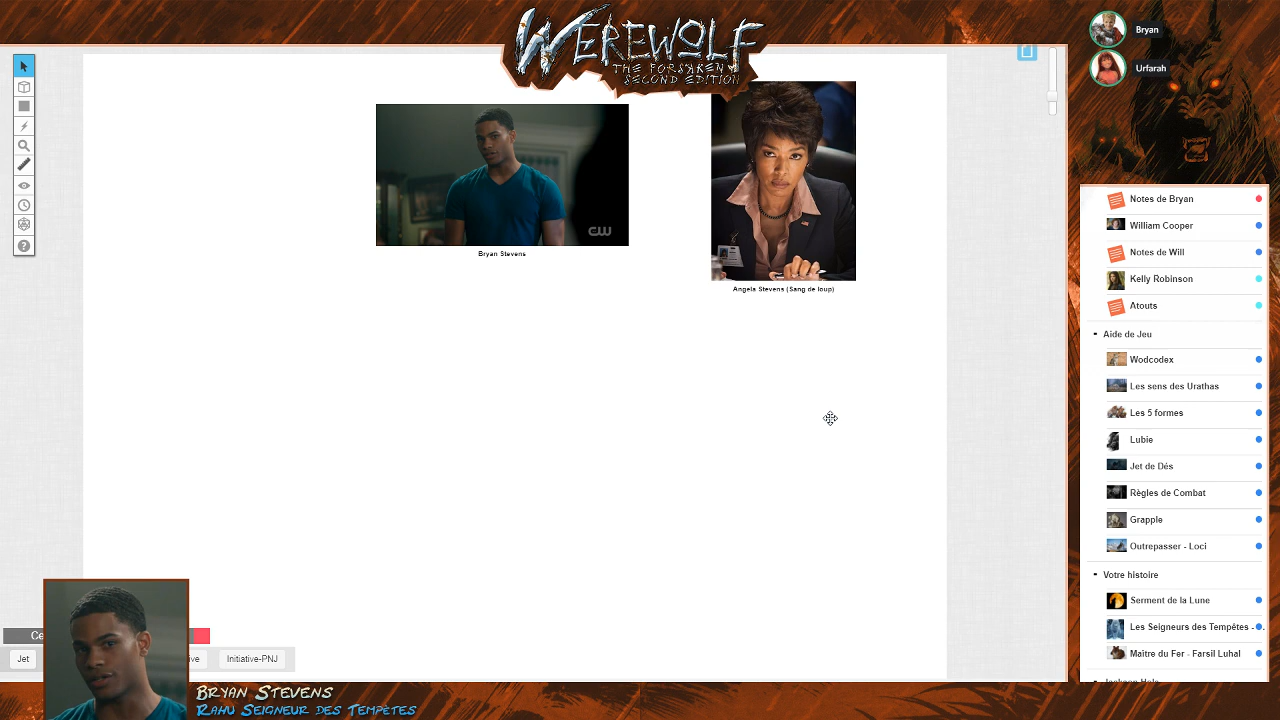 WEREWOLF
THE FORSAKEN
SECOND EDITION
Bryan
Urfarah
CW
Bryan Stevens
Angela Stevens (Sang de loup)
Notes de Bryan
William Cooper
Notes de Will
Kelly Robinson
Atouts
Aide de Jeu
Wodcodex
Les sens des Urathas
Les 5 formes
Lubie
Jet de Dés
Règles de Combat
Grapple
Outrepasser - Loci
Votre histoire
Serment de la Lune
Les Seigneurs des Tempêtes -
Maître du Fer - Farsil Luhal
Ce
Jet
ive
Initiative-PNJ
Bryan Stevens
Rahu Seigneur des Tempêtes